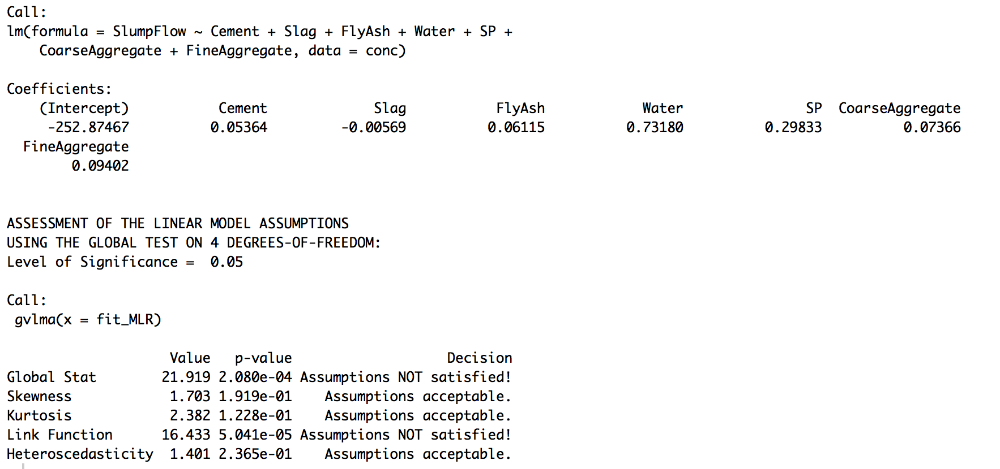 Call:
lm(formula = SlumpFlow ~ Cement + Slag + FlyAsh + Water + SP +
    CoarseAggregate + FineAggregate, data = conc)

Coefficients:
    (Intercept)           Cement             Slag           FlyAsh            Water               SP  CoarseAggregate
     -252.87467          0.05364         -0.00569          0.06115          0.73180          0.29833          0.07366
  FineAggregate
        0.09402

ASSESSMENT OF THE LINEAR MODEL ASSUMPTIONS
USING THE GLOBAL TEST ON 4 DEGREES-OF-FREEDOM:
Level of Significance =  0.05

Call:
 gvlma(x = fit_MLR)

                    Value   p-value                   Decision
Global Stat        21.919 2.080e-04 Assumptions NOT satisfied!
Skewness            1.703 1.919e-01    Assumptions acceptable.
Kurtosis            2.382 1.228e-01    Assumptions acceptable.
Link Function      16.433 5.041e-05 Assumptions NOT satisfied!
Heteroscedasticity  1.401 2.365e-01    Assumptions acceptable.